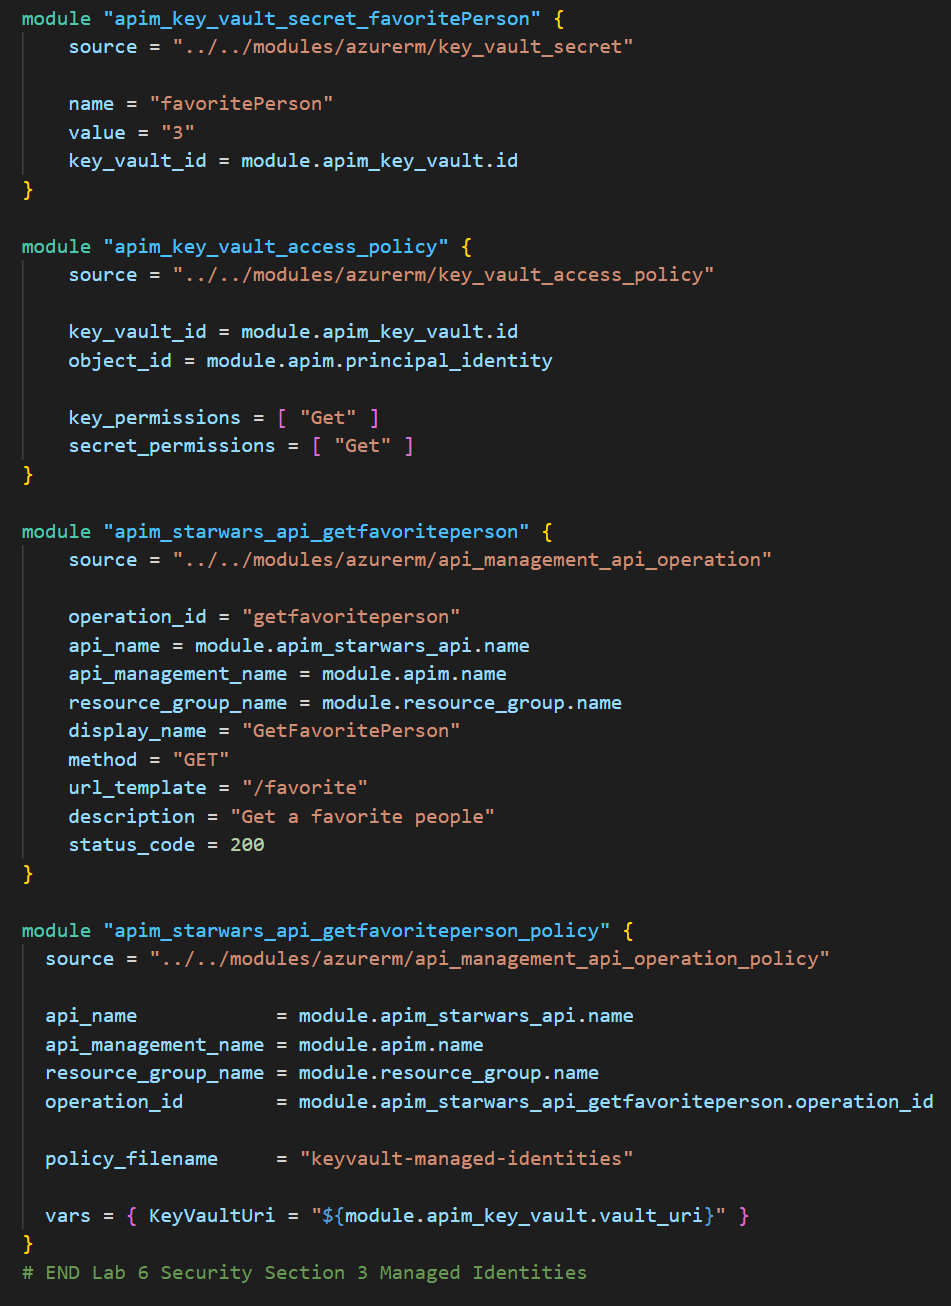 module "apim_key_vault_secret_favoritePerson" {
    source = "../../modules/azurerm/key_vault_secret"

    name = "favoritePerson"
    value = "3"
    key_vault_id = module.apim_key_vault.id
}

module "apim_key_vault_access_policy" {
    source = "../../modules/azurerm/key_vault_access_policy"

    key_vault_id = module.apim_key_vault.id
    object_id = module.apim.principal_identity

    key_permissions = [ "Get" ]
    secret_permissions = [ "Get" ]
}

module "apim_starwars_api_getfavoriteperson" {
    source = "../../modules/azurerm/api_management_api_operation"

    operation_id = "getfavoriteperson"
    api_name = module.apim_starwars_api.name
    api_management_name = module.apim.name
    resource_group_name = module.resource_group.name
    display_name = "GetFavoritePerson"
    method = "GET"
    url_template = "/favorite"
    description = "Get a favorite people"
    status_code = 200
}

module "apim_starwars_api_getfavoriteperson_policy" {
  source = "../../modules/azurerm/api_management_api_operation_policy"

  api_name            = module.apim_starwars_api.name
  api_management_name = module.apim.name
  resource_group_name = module.resource_group.name
  operation_id        = module.apim_starwars_api_getfavoriteperson.operation_id

  policy_filename     = "keyvault-managed-identities"

  vars = { KeyVaultUri = "${module.apim_key_vault.vault_uri}" }
}
# END Lab 6 Security Section 3 Managed Identities